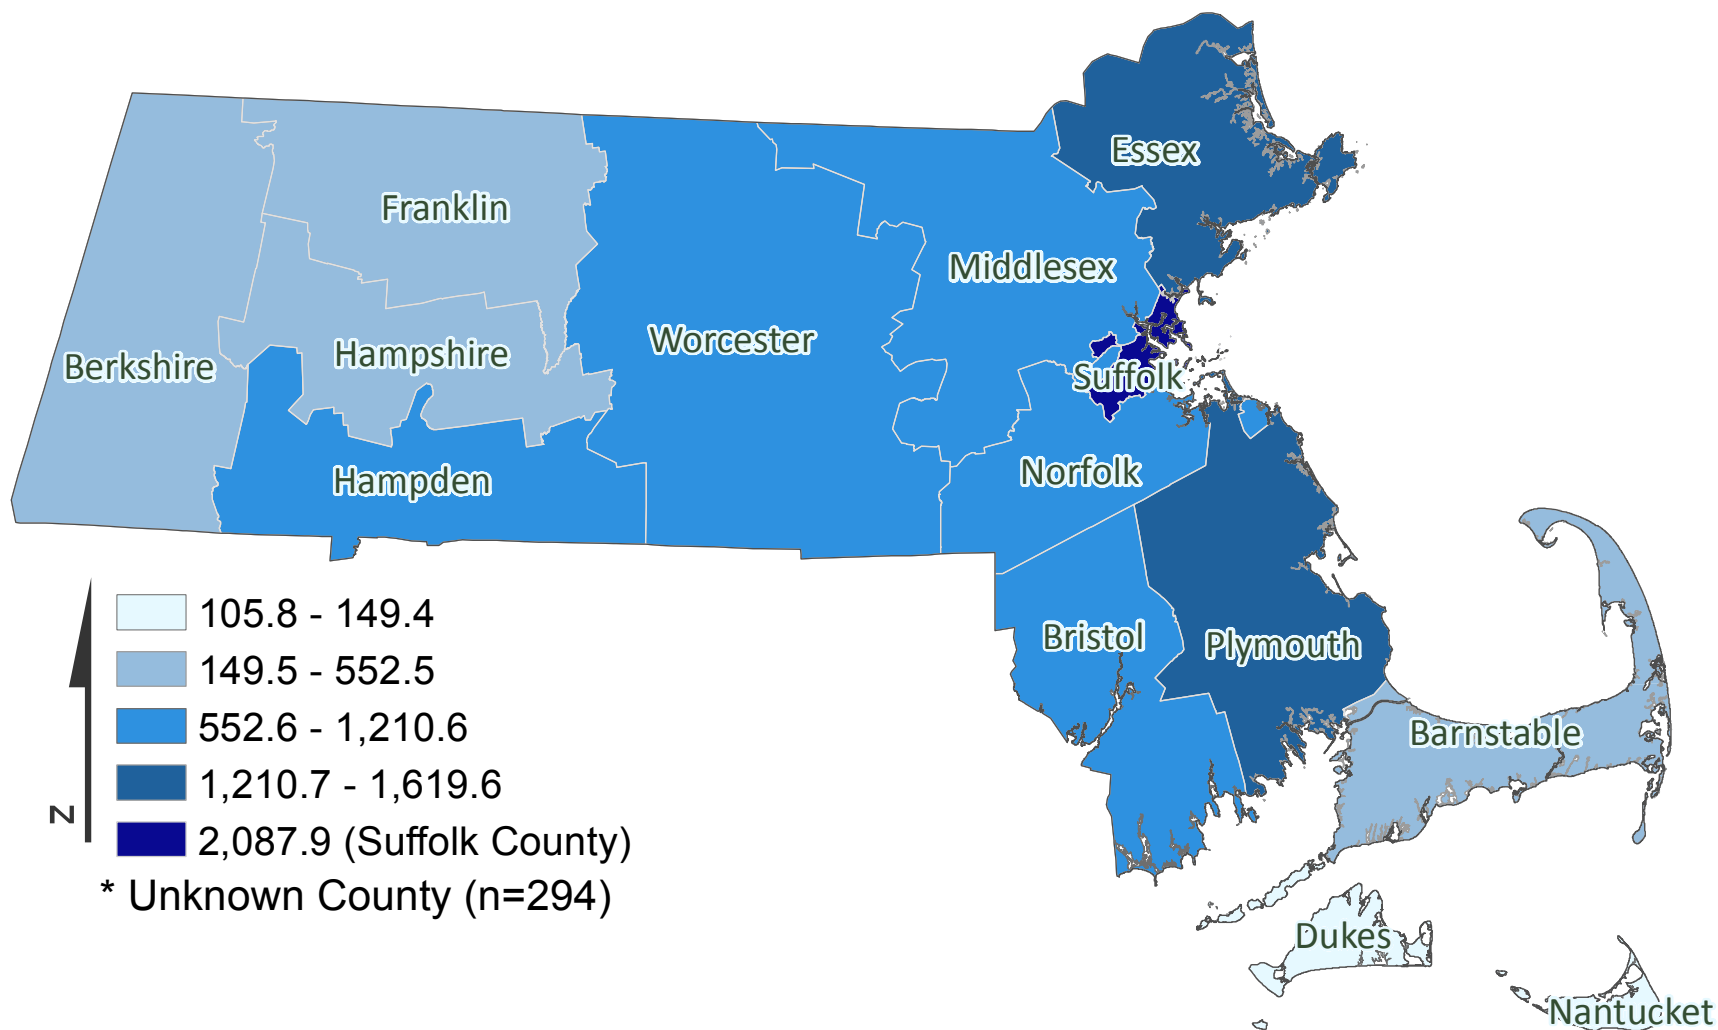 Essex
Franklin
Middlesex
Worcester
Hampshire
Berkshire
Suffolk
Norfolk
Hampden
Bristol
Plymouth
Barnstable
Dukes
Nantucket
N
105.8 - 149.4
149.5 - 552.5
552.6 - 1,210.6
1,210.7 - 1,619.6
2,087.9 (Suffolk County)
* Unknown County (n=294)